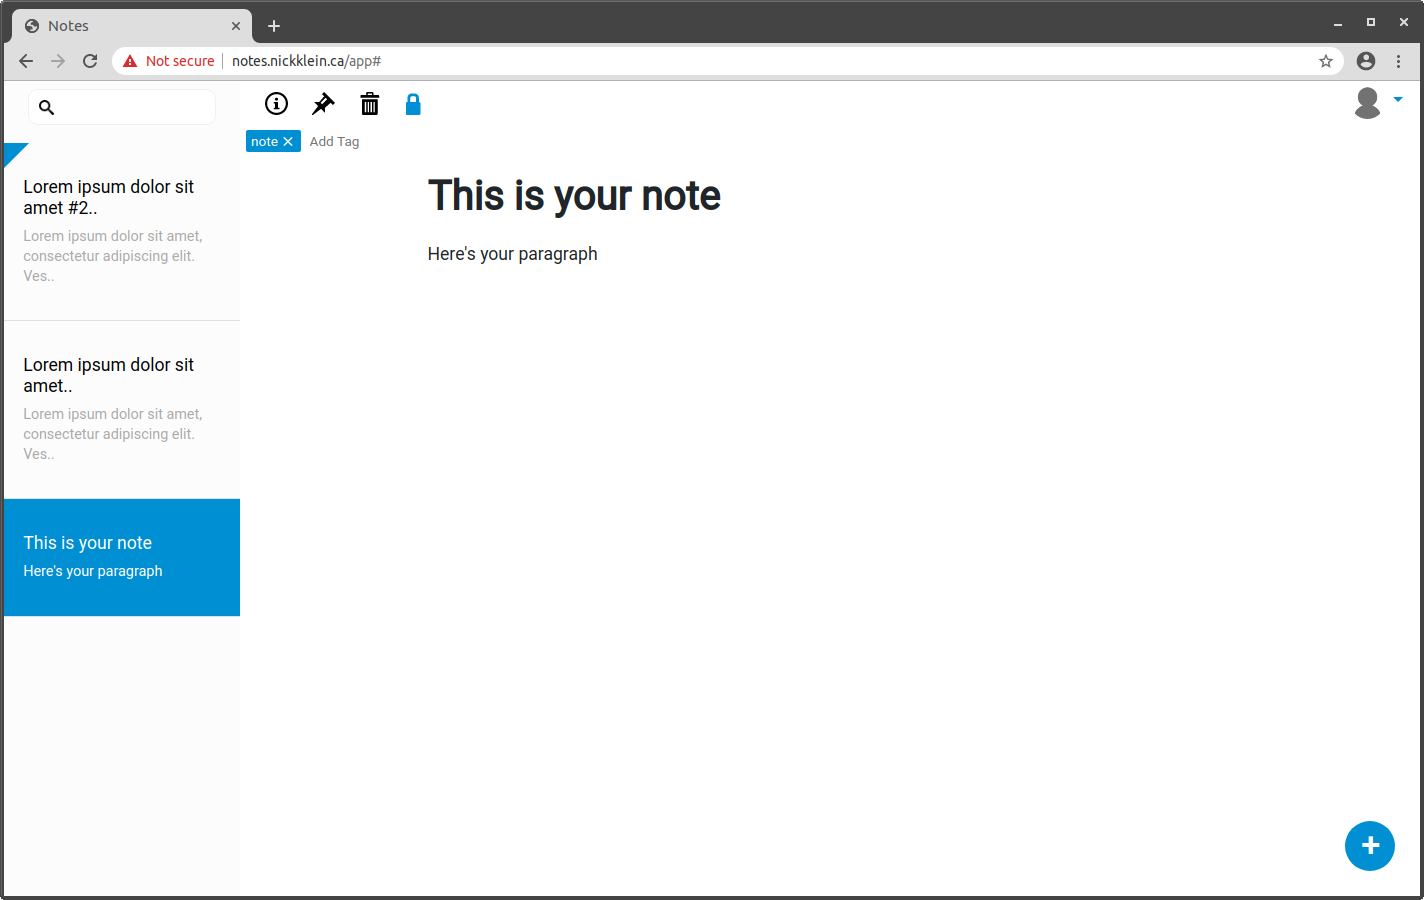 Notes
Not secure
notes.nickklein.ca/app#
note
Add Tag
Lorem ipsum dolor sit
amet #2..
Lorem ipsum dolor sit amet,
consectetur adipiscing elit.
Ves..
Lorem ipsum dolor sit
amet..
Lorem ipsum dolor sit amet,
consectetur adipiscing elit.
Ves..
This is your note
Here's your paragraph
This is your note
Here's your paragraph